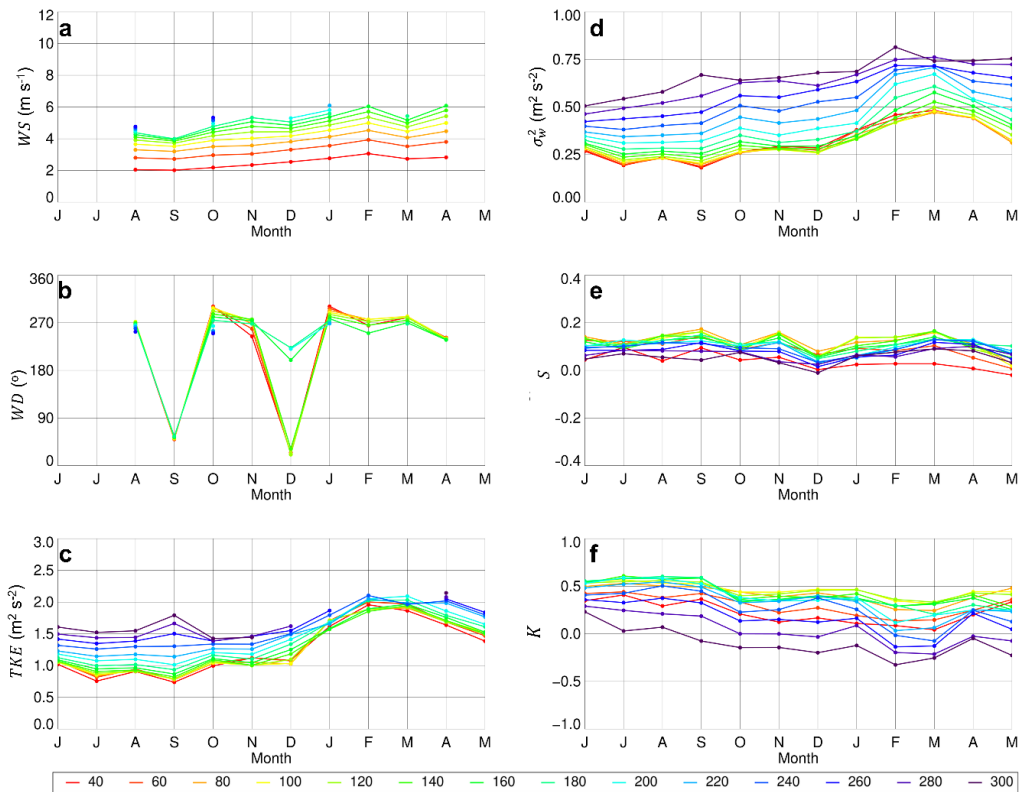 a
WS (m s⁻¹)
12
10
8
6
4
2
0
J J A S O N D J F M A M
Month
d
σ²w (m² s⁻²)
1.00
0.75
0.50
0.25
0.00
J J A S O N D J F M A M
Month
b
WD (º)
360
270
180
90
0
J J A S O N D J F M A M
Month
e
S
0.4
0.2
0.0
−0.2
−0.4
J J A S O N D J F M A M
Month
c
TKE (m² s⁻²)
3.0
2.5
2.0
1.5
1.0
0.5
0.0
J J A S O N D J F M A M
Month
f
K
1.0
0.5
0.0
−0.5
−1.0
J J A S O N D J F M A M
Month
40 60 80 100 120 140 160 180 200 220 240 260 280 300